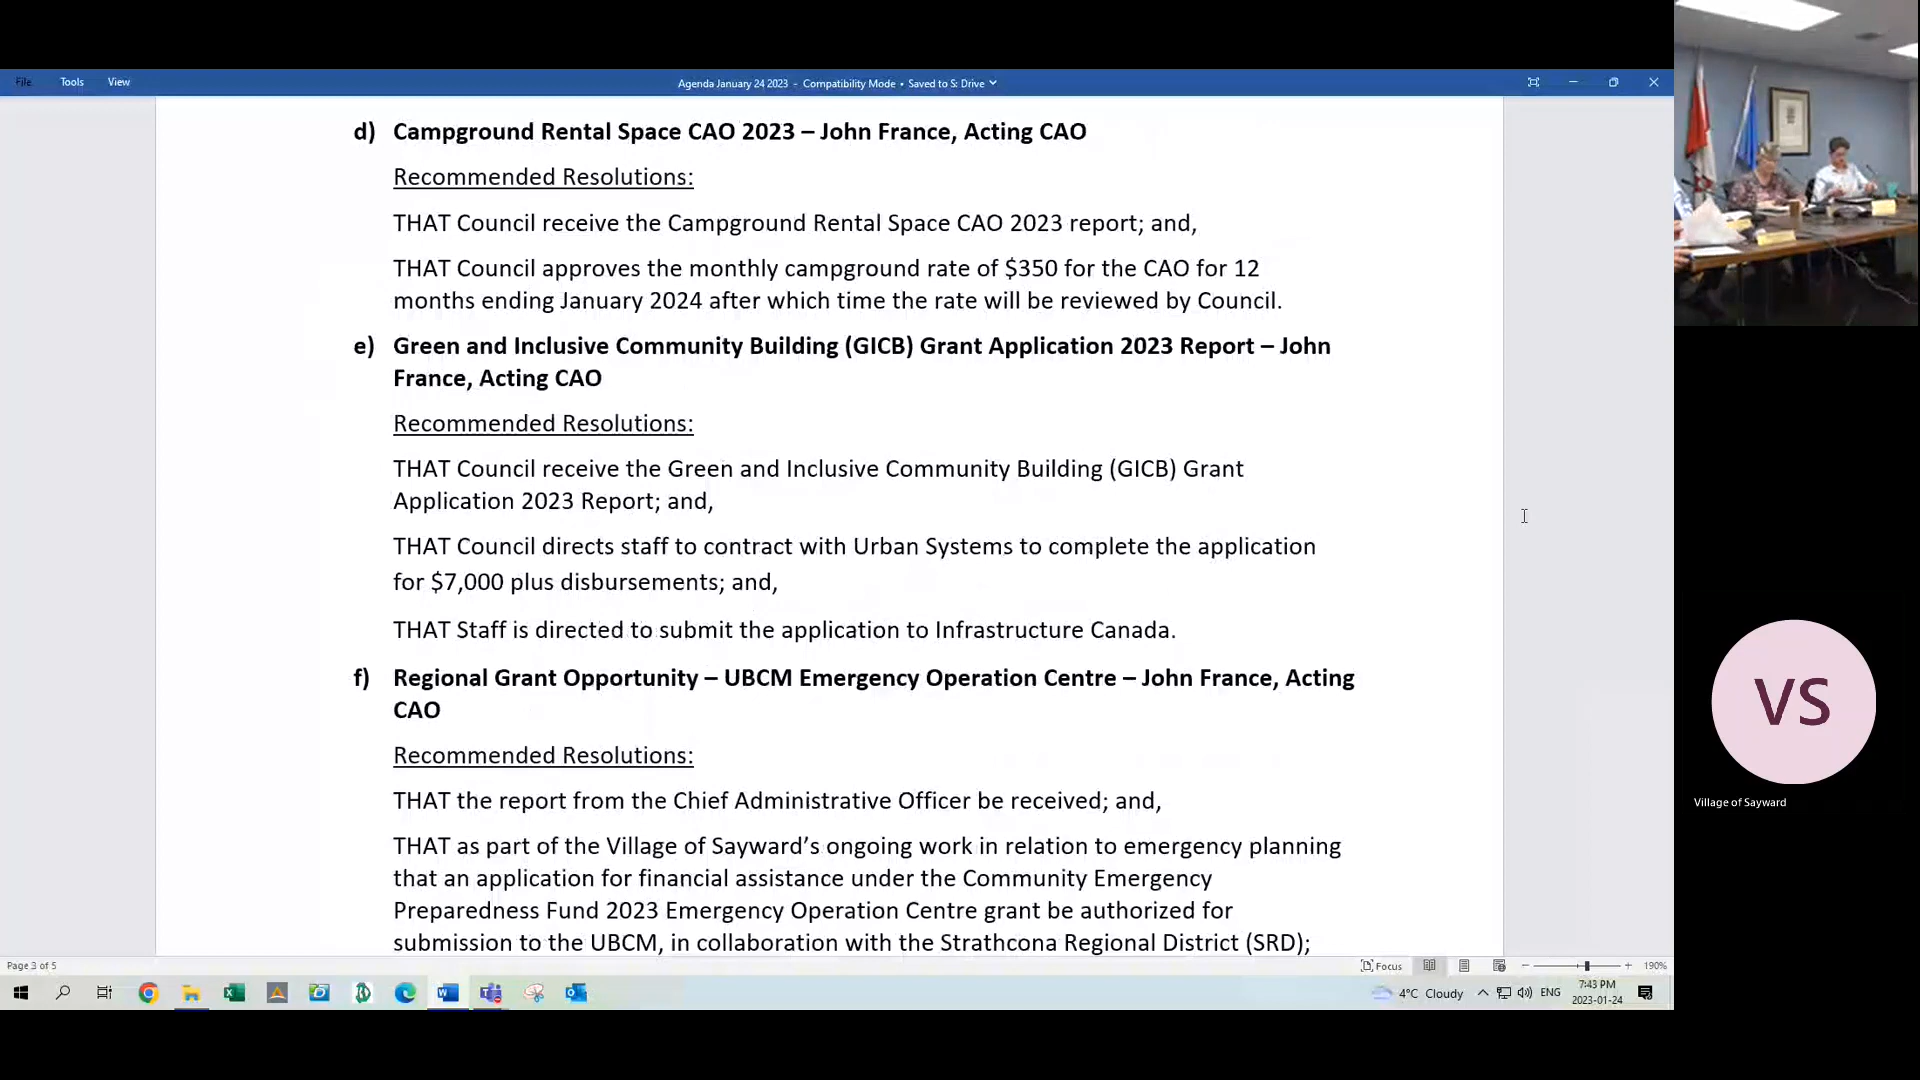 File Tools View Agenda January 24 2023 - Compatibility Mode • Saved to S: Drive
d) Campground Rental Space CAO 2023 – John France, Acting CAO
Recommended Resolutions:
THAT Council receive the Campground Rental Space CAO 2023 report; and,
THAT Council approves the monthly campground rate of $350 for the CAO for 12
months ending January 2024 after which time the rate will be reviewed by Council.
e) Green and Inclusive Community Building (GICB) Grant Application 2023 Report – John
France, Acting CAO
Recommended Resolutions:
THAT Council receive the Green and Inclusive Community Building (GICB) Grant
Application 2023 Report; and,
THAT Council directs staff to contract with Urban Systems to complete the application
for $7,000 plus disbursements; and,
THAT Staff is directed to submit the application to Infrastructure Canada.
f) Regional Grant Opportunity – UBCM Emergency Operation Centre – John France, Acting
CAO
Recommended Resolutions:
THAT the report from the Chief Administrative Officer be received; and,
THAT as part of the Village of Sayward’s ongoing work in relation to emergency planning
that an application for financial assistance under the Community Emergency
Preparedness Fund 2023 Emergency Operation Centre grant be authorized for
submission to the UBCM, in collaboration with the Strathcona Regional District (SRD);
VS
Village of Sayward
Page 3 of 5
Focus
190%
4°C Cloudy
ENG
7:43 PM
2023-01-24